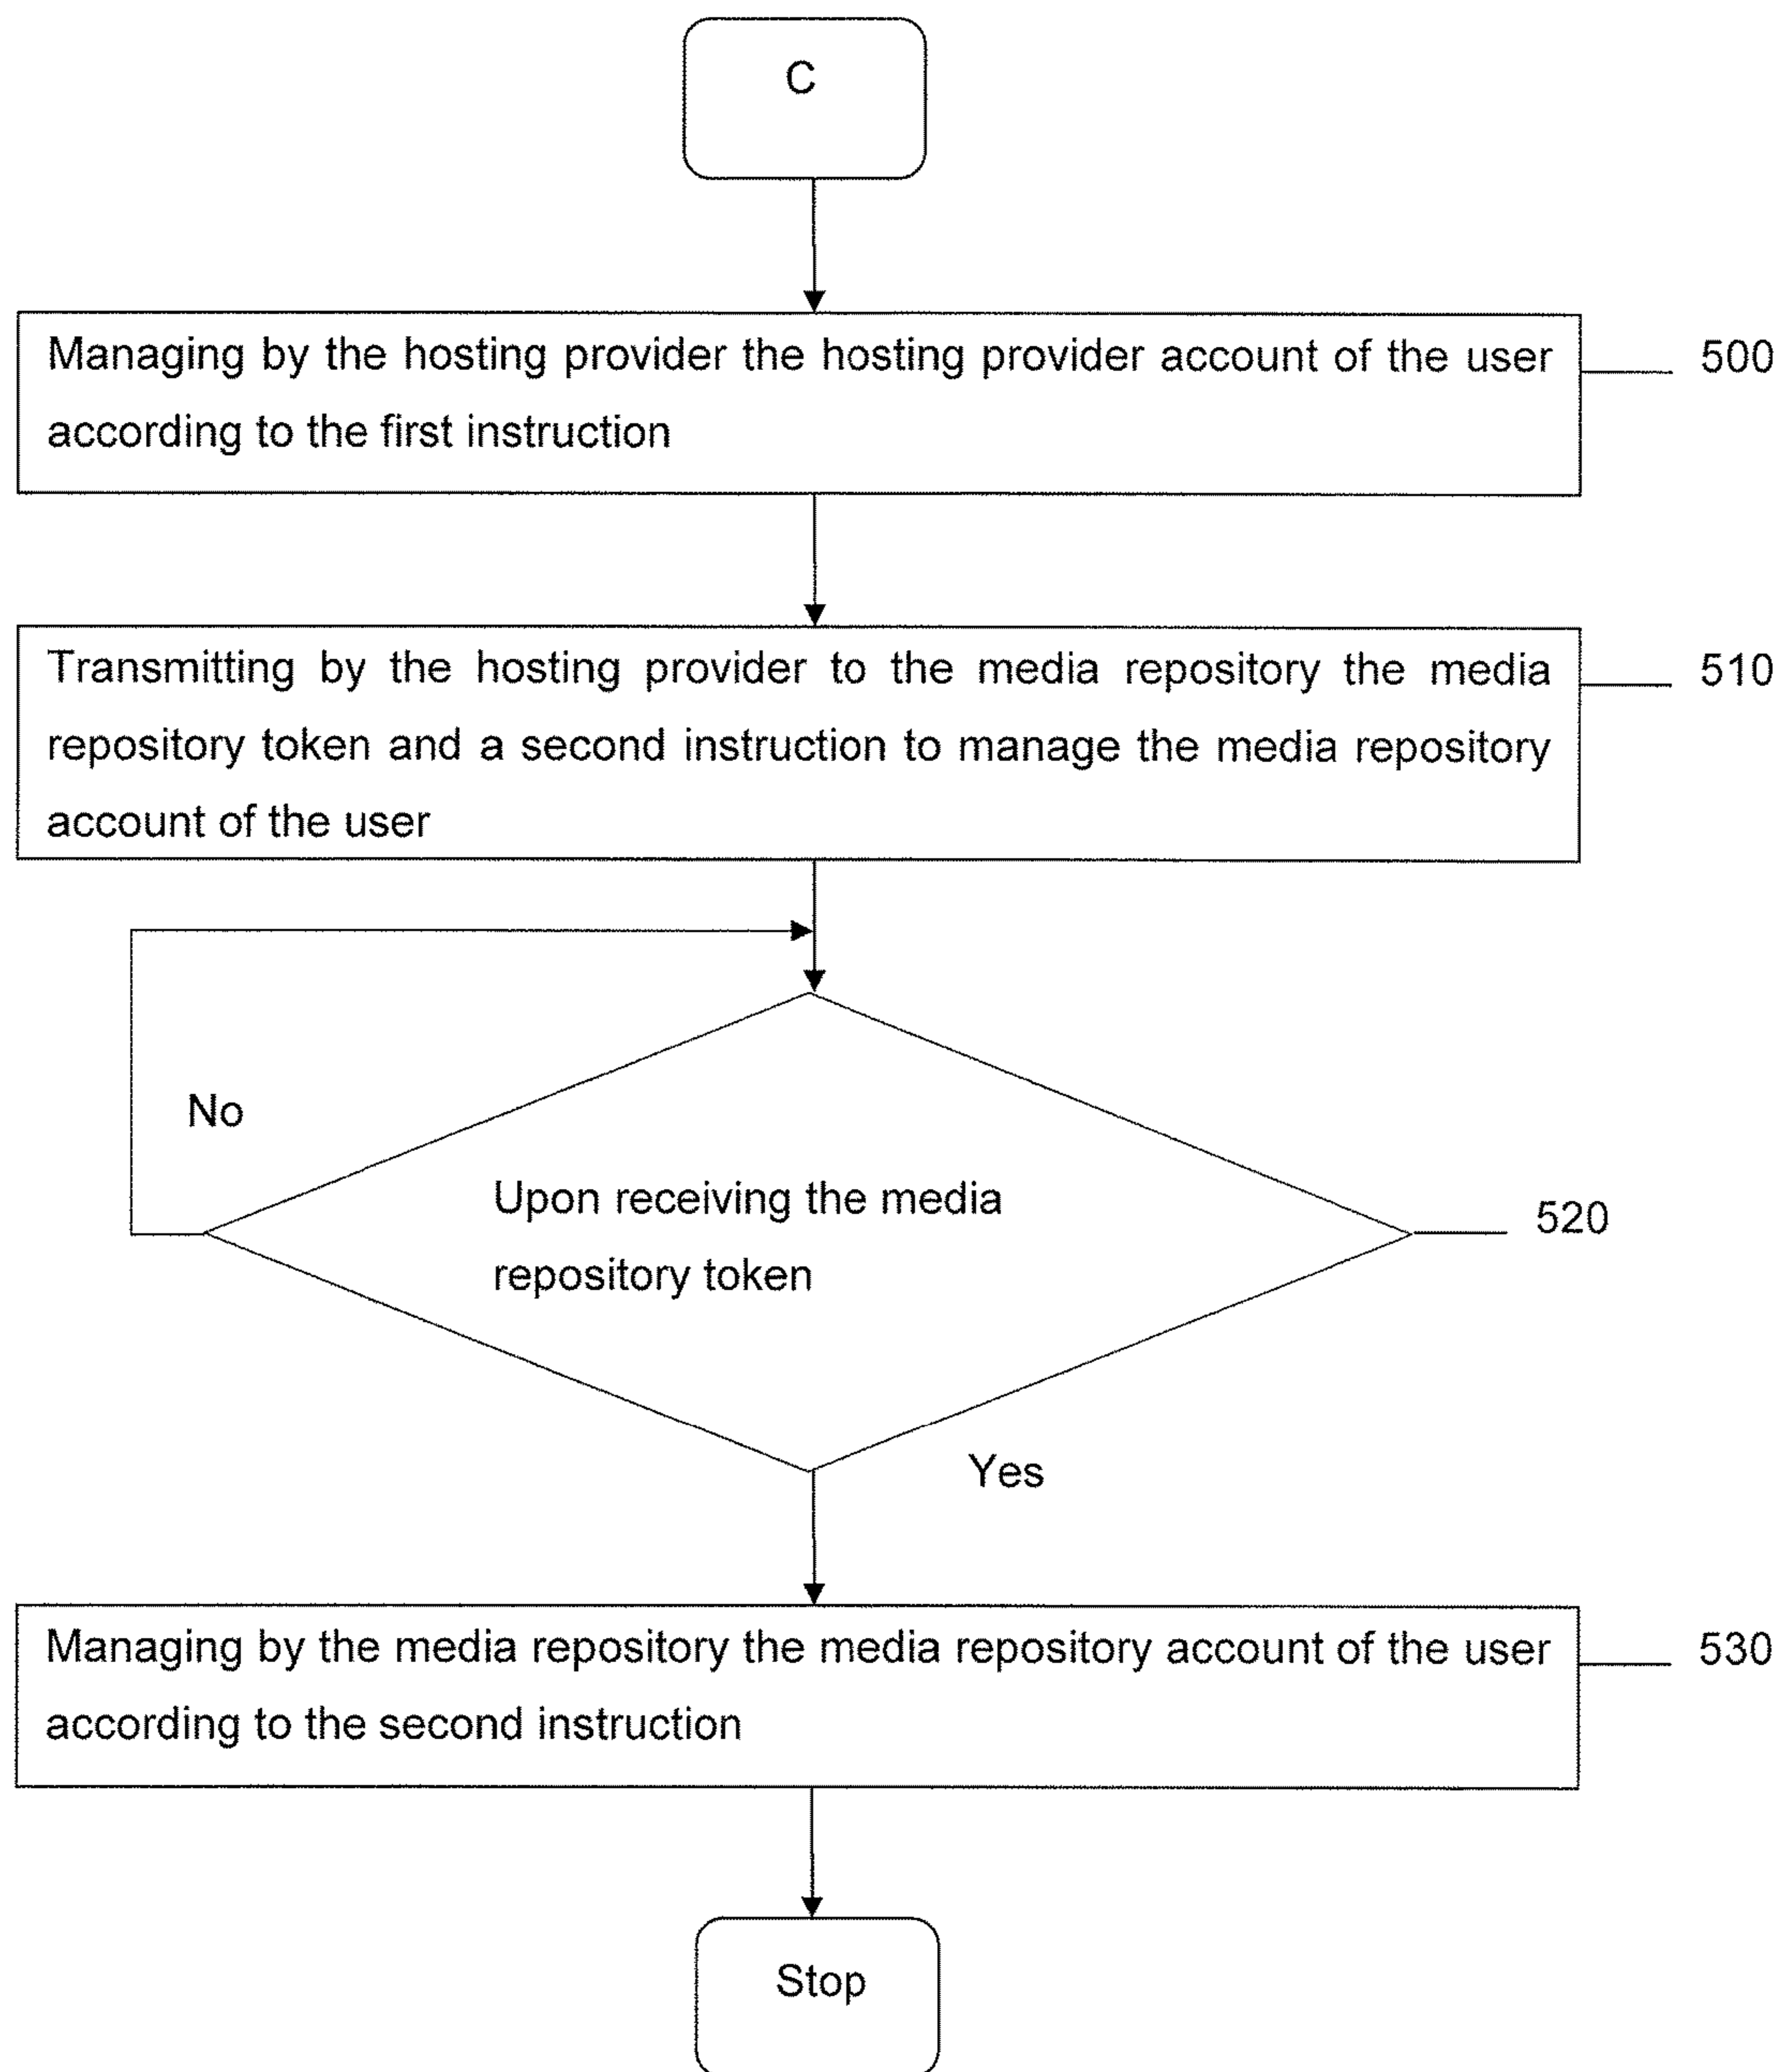 C
Managing by the hosting provider the hosting provider account of the user
according to the first instruction
500
Transmitting by the hosting provider to the media repository the media
repository token and a second instruction to manage the media repository
account of the user
510
No
Upon receiving the media
repository token
520
Yes
Managing by the media repository the media repository account of the user
according to the second instruction
530
Stop